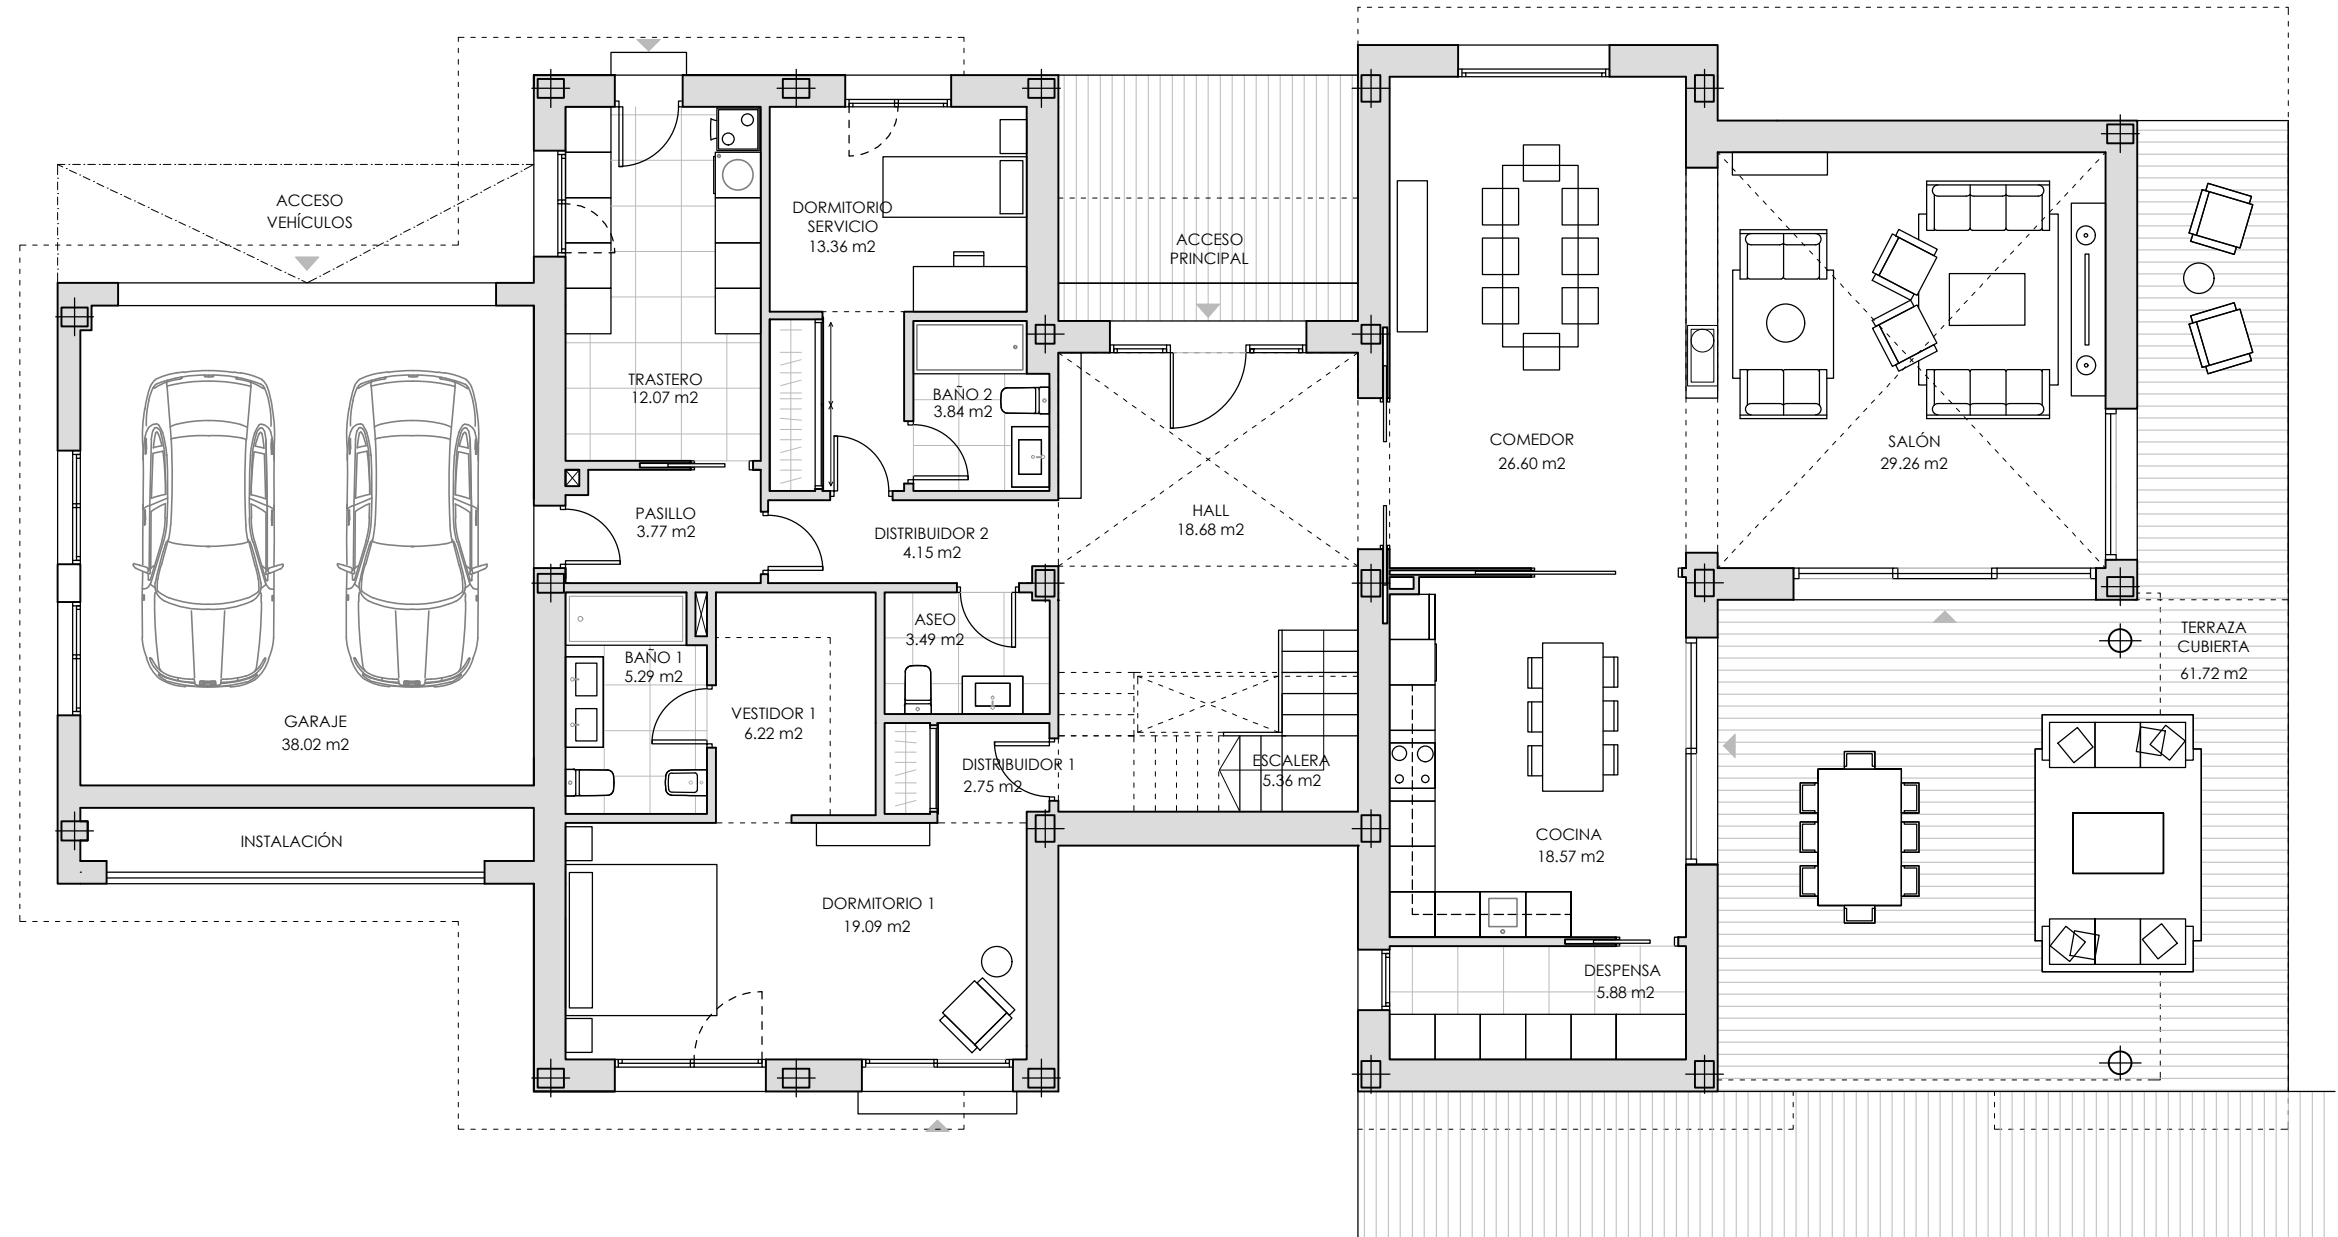 ACCESO
VEHÍCULOS
DORMITORIO
SERVICIO
13.36 m2
ACCESO
PRINCIPAL
TRASTERO
12.07 m2
BAÑO 2
3.84 m2
COMEDOR
26.60 m2
SALÓN
29.26 m2
PASILLO
3.77 m2
DISTRIBUIDOR 2
4.15 m2
HALL
18.68 m2
ASEO
3.49 m2
TERRAZA
CUBIERTA
61.72 m2
BAÑO 1
5.29 m2
GARAJE
38.02 m2
VESTIDOR 1
6.22 m2
DISTRIBUIDOR 1
2.75 m2
ESCALERA
5.36 m2
INSTALACIÓN
COCINA
18.57 m2
DORMITORIO 1
19.09 m2
DESPENSA
5.88 m2